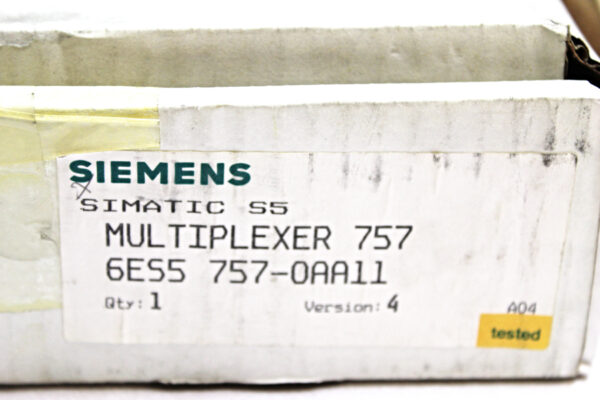 SIEMENS
SIMATIC S5
MULTIPLEXER 757
6ES5 757-0AA11
Qty: 1 Version: 4 A04
tested